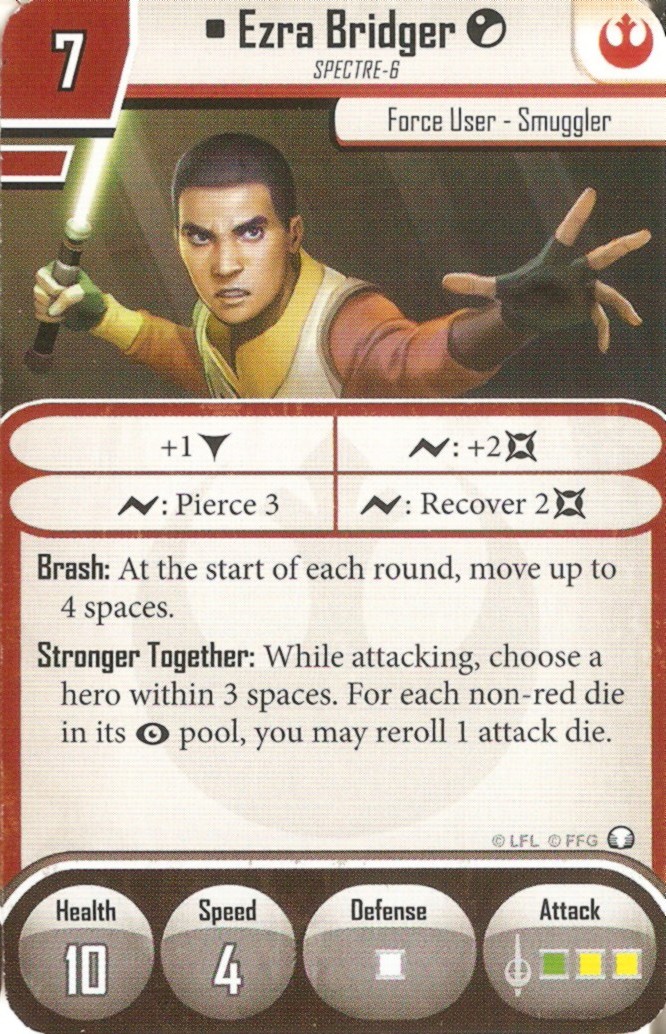 7
Ezra Bridger
SPECTRE-6
Force User - Smuggler
+1
: +2
: Pierce 3
: Recover 2
Brash: At the start of each round, move up to
4 spaces.
Stronger Together: While attacking, choose a
hero within 3 spaces. For each non-red die
in its pool, you may reroll 1 attack die.
© LFL © FFG
Health
Speed
Defense
Attack
10
4